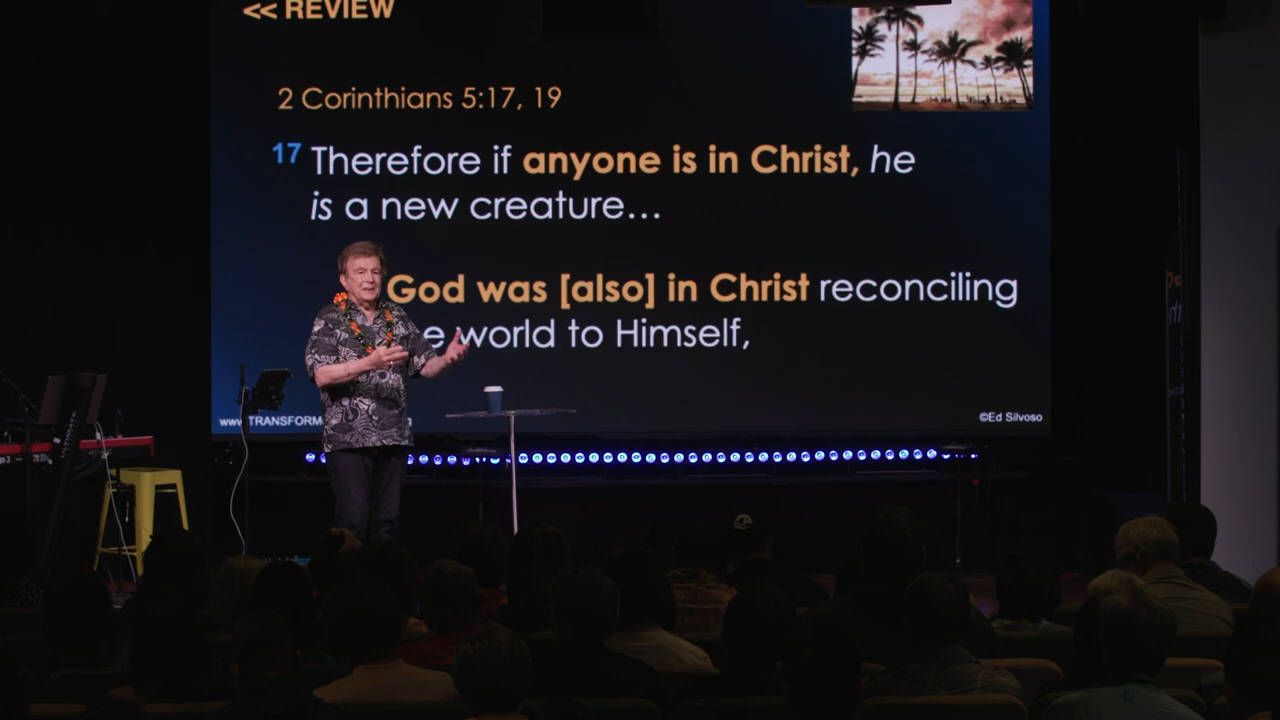 << REVIEW
2 Corinthians 5:17, 19
17 Therefore if anyone is in Christ, he
is a new creature…
God was [also] in Christ reconciling
e world to Himself,
www.TRANSFORM
©Ed Silvoso